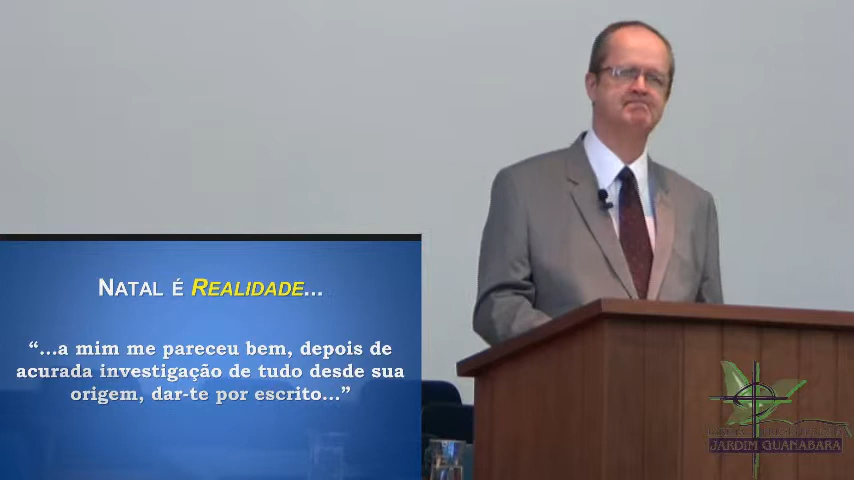 NATAL É REALIDADE...
“...a mim me pareceu bem, depois de
acurada investigação de tudo desde sua
origem, dar-te por escrito...”
JARDIM GUANABARA